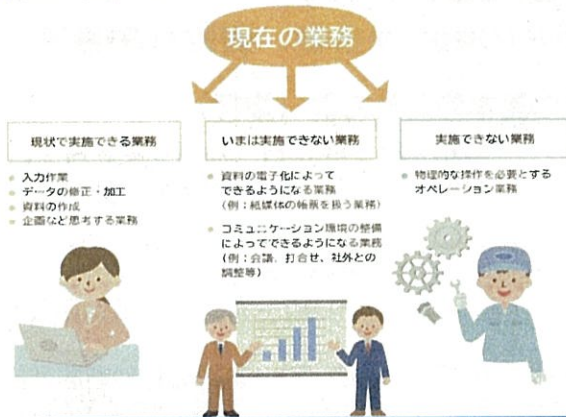 現在の業務
現状で実施できる業務
入力作業
データの修正・加工
資料の作成
企画など思考する業務
いまは実施できない業務
資料の電子化によって
できるようになる業務
(例：紙媒体の帳票を扱う業務)
コミュニケーション環境の整備
によってできるようになる業務
(例：会議、打合せ、社外との
調整等)
実施できない業務
物理的な操作を必要とする
オペレーション業務